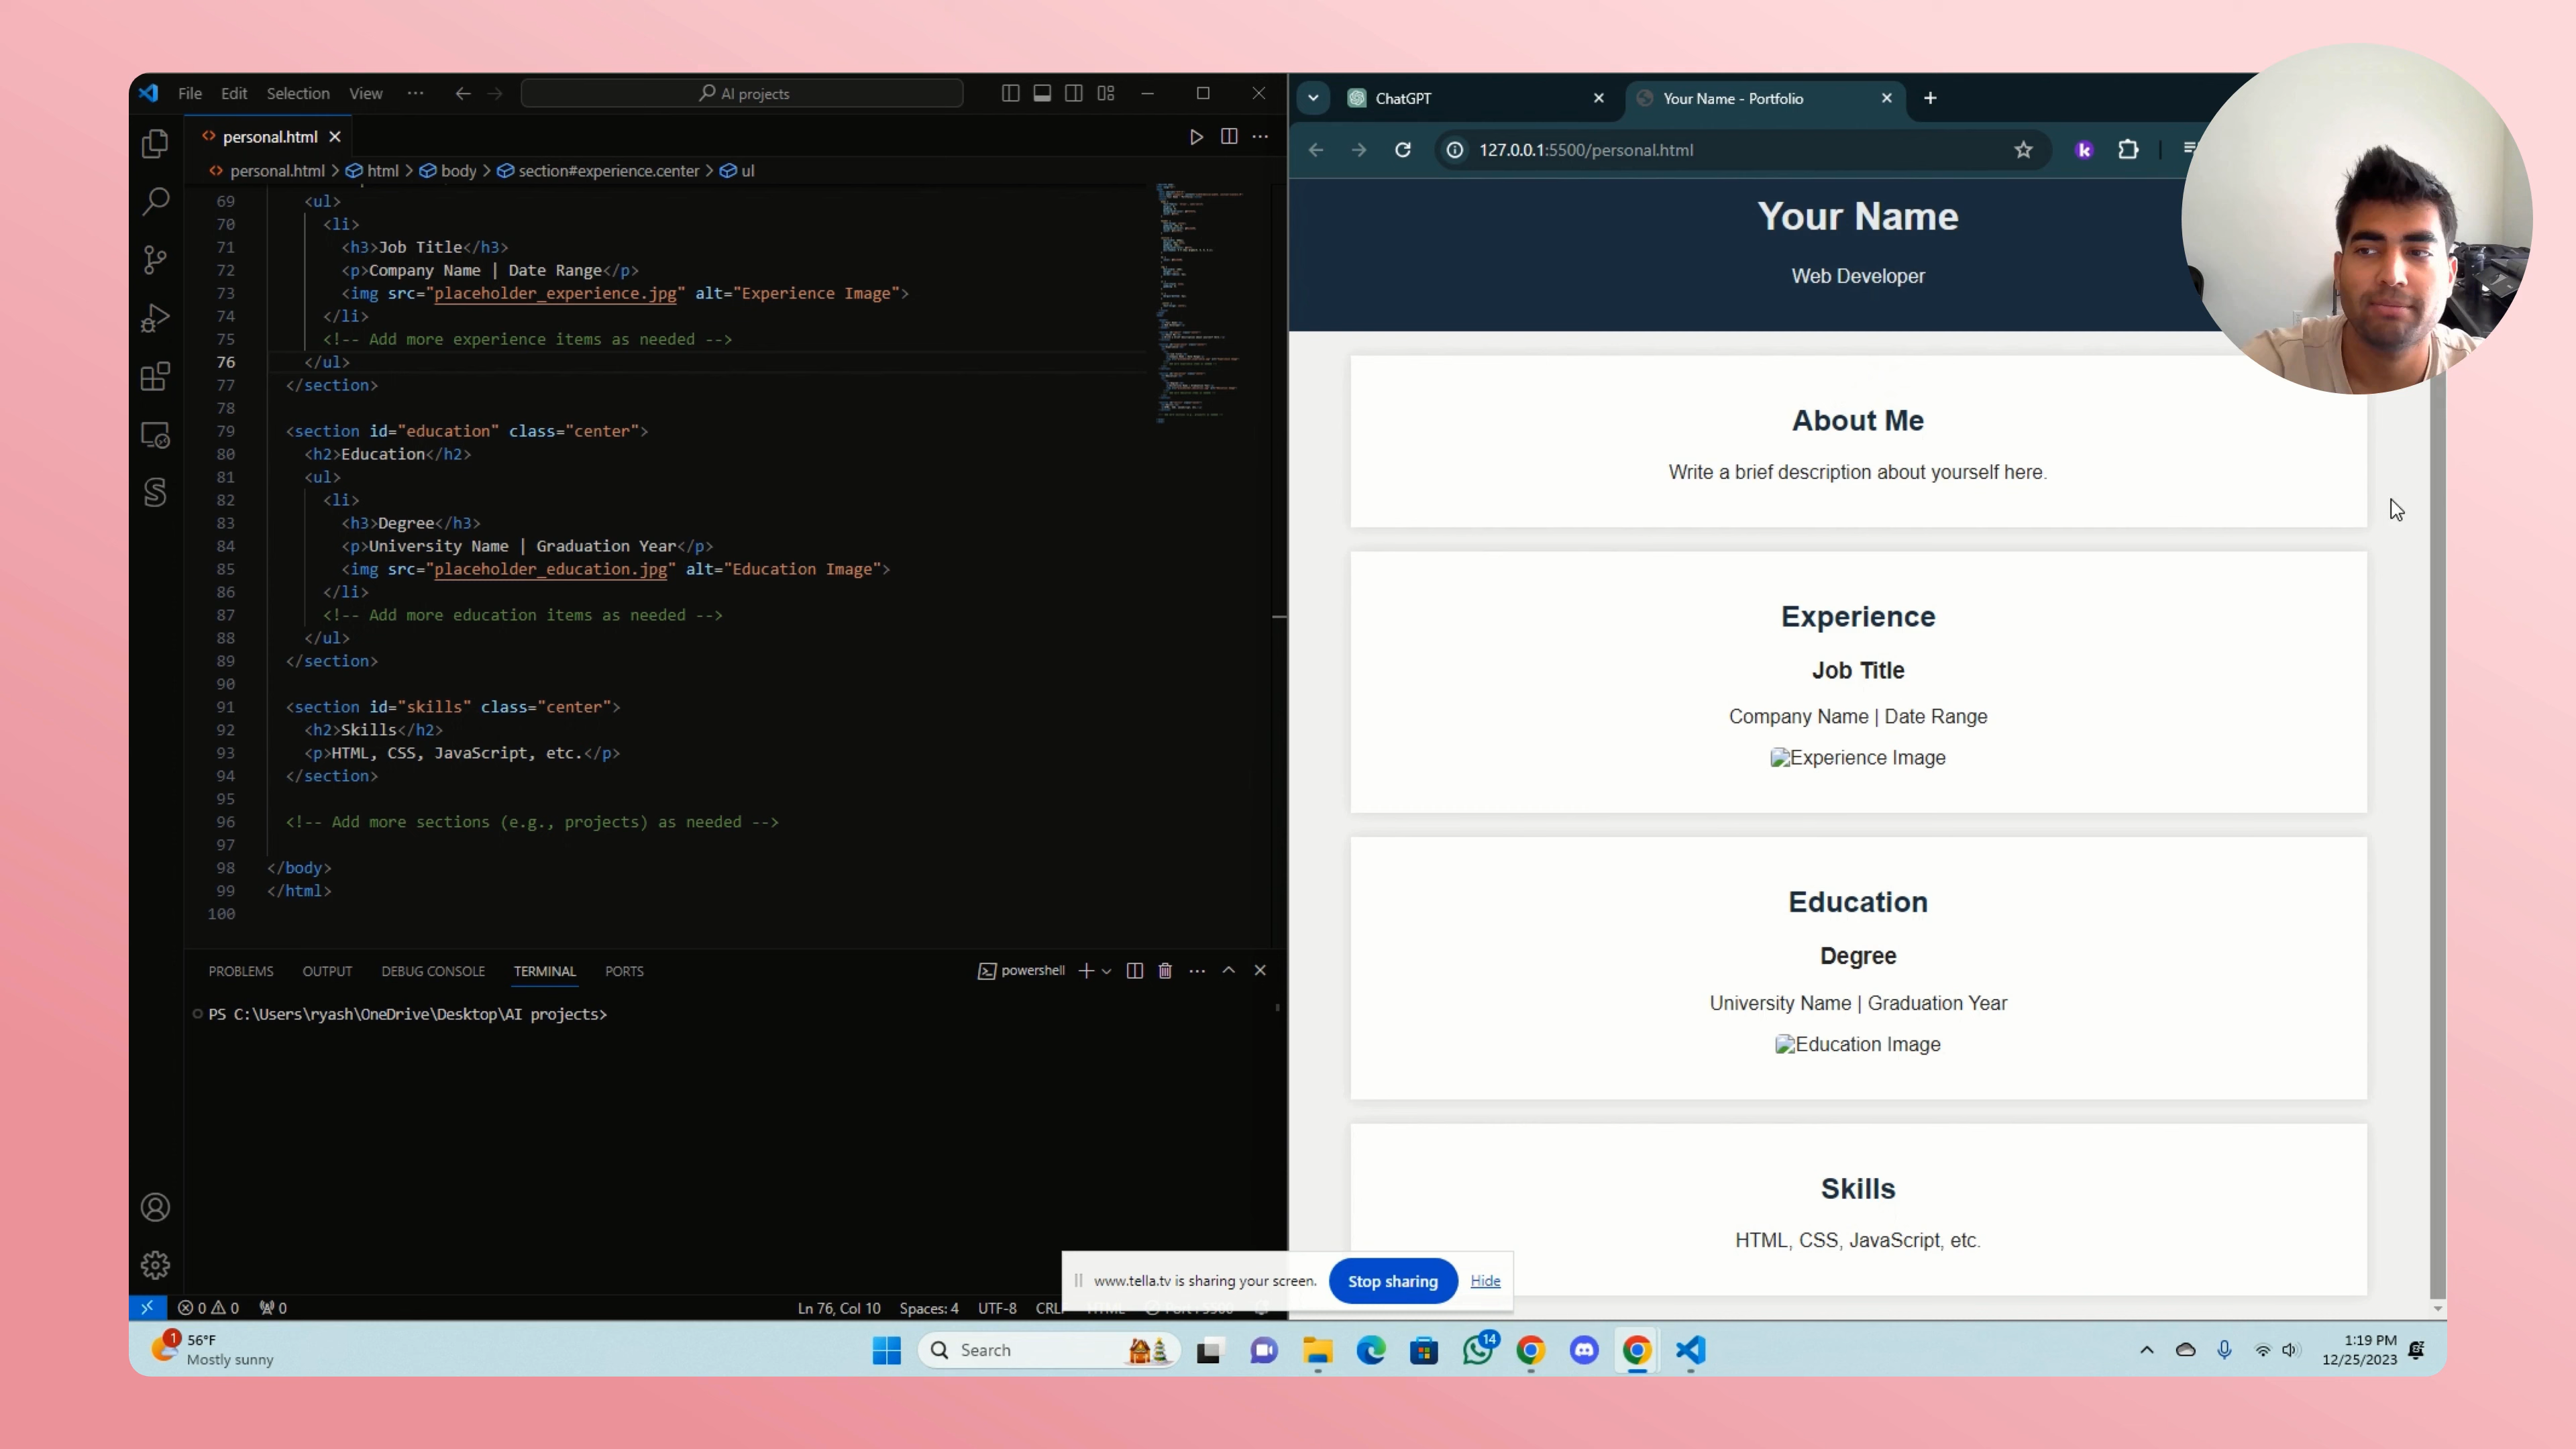 File Edit Selection View ··· AI projects
personal.html
personal.html > html > body > section#experience.center > ul
69 <ul>
70 <li>
71 <h3>Job Title</h3>
72 <p>Company Name | Date Range</p>
73 <img src="placeholder_experience.jpg" alt="Experience Image">
74 </li>
75 <!-- Add more experience items as needed -->
76 </ul>
77 </section>
78
79 <section id="education" class="center">
80 <h2>Education</h2>
81 <ul>
82 <li>
83 <h3>Degree</h3>
84 <p>University Name | Graduation Year</p>
85 <img src="placeholder_education.jpg" alt="Education Image">
86 </li>
87 <!-- Add more education items as needed -->
88 </ul>
89 </section>
90
91 <section id="skills" class="center">
92 <h2>Skills</h2>
93 <p>HTML, CSS, JavaScript, etc.</p>
94 </section>
95
96 <!-- Add more sections (e.g., projects) as needed -->
97
98 </body>
99 </html>
100
PROBLEMS OUTPUT DEBUG CONSOLE TERMINAL PORTS powershell
PS C:\Users\ryash\OneDrive\Desktop\AI projects>
0 0 0 Ln 76, Col 10 Spaces: 4 UTF-8
ChatGPT Your Name - Portfolio
127.0.0.1:5500/personal.html
k
Your Name
Web Developer
About Me
Write a brief description about yourself here.
Experience
Job Title
Company Name | Date Range
Experience Image
Education
Degree
University Name | Graduation Year
Education Image
Skills
HTML, CSS, JavaScript, etc.
www.tella.tv is sharing your screen. Stop sharing Hide
1 56°F
Mostly sunny
Search
14
1:19 PM
12/25/2023